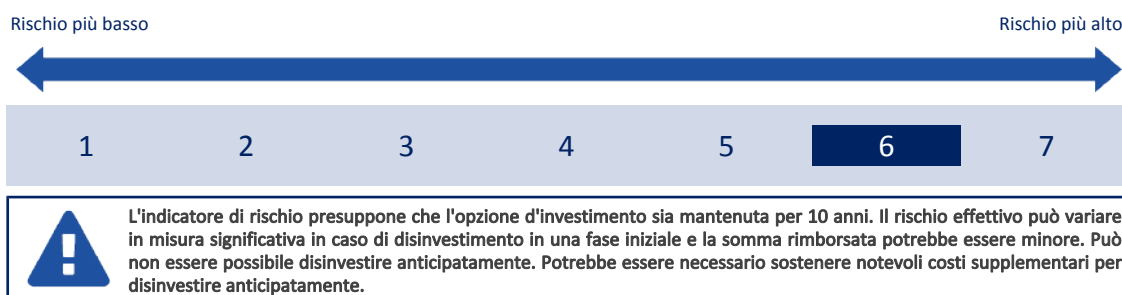 Rischio più basso Rischio più alto
1 2 3 4 5 6 7
L'indicatore di rischio presuppone che l'opzione d'investimento sia mantenuta per 10 anni. Il rischio effettivo può variare
in misura significativa in caso di disinvestimento in una fase iniziale e la somma rimborsata potrebbe essere minore. Può
non essere possibile disinvestire anticipatamente. Potrebbe essere necessario sostenere notevoli costi supplementari per
disinvestire anticipatamente.